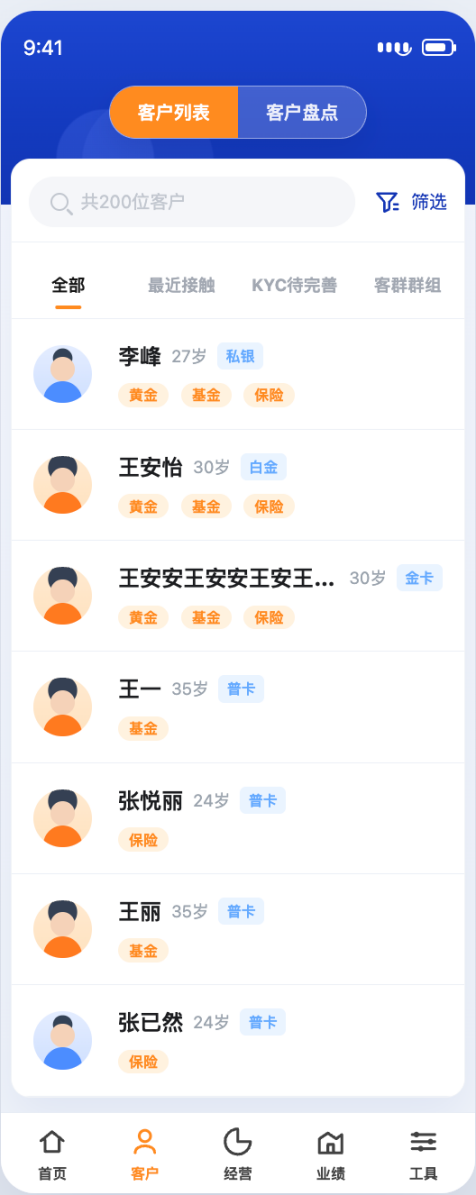 9:41
客户列表 客户盘点
共200位客户 筛选
全部 最近接触 KYC待完善 客群群组
李峰 27岁 私银
黄金 基金 保险
王安怡 30岁 白金
黄金 基金 保险
王安安王安安王安王... 30岁 金卡
黄金 基金 保险
王一 35岁 普卡
基金
张悦丽 24岁 普卡
保险
王丽 35岁 普卡
基金
张已然 24岁 普卡
保险
首页 客户 经营 业绩 工具